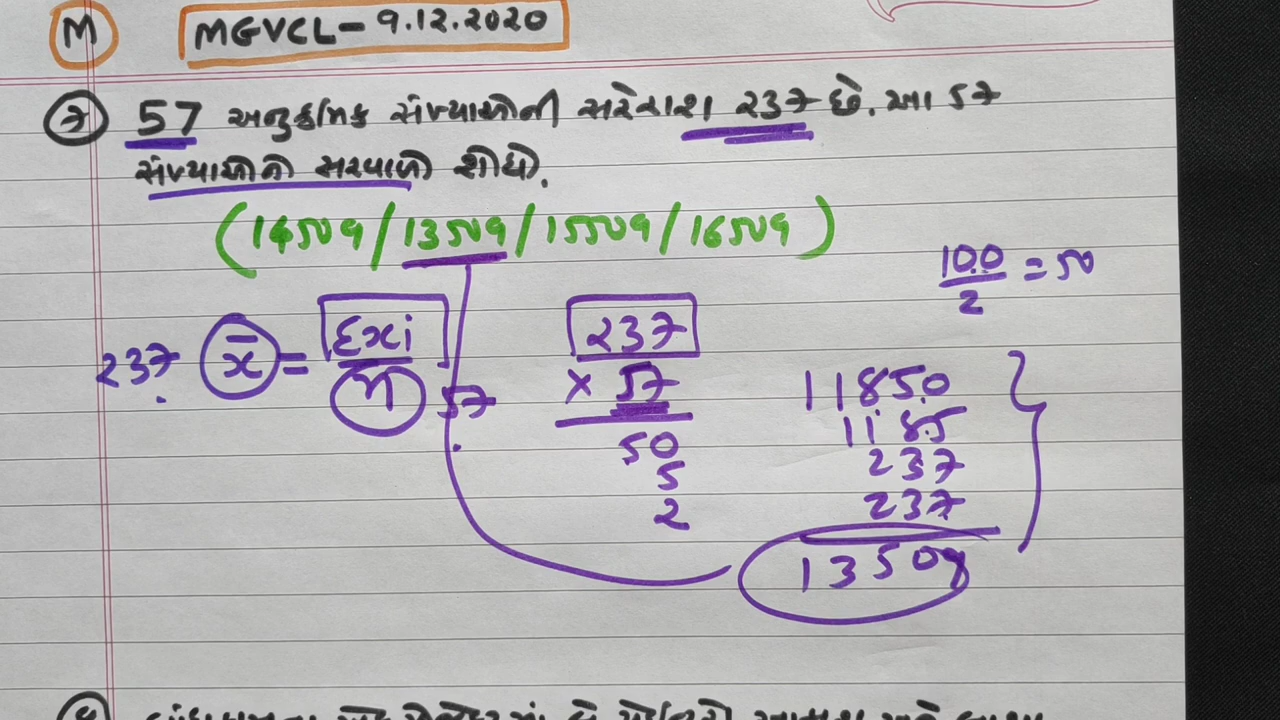 M MGVCL - 9.12.2020
૭ 57 અનુક્રમિક સંખ્યાઓની સરેરાશ 237 છે. આ 57
સંખ્યાઓનો સરવાળો શોધો.
(14509/13509/15509/16509)
100/2 = 50
237 x̄ = Σxi/n 57
237
× 57
50
5
2
11850
1185
237
237
13509